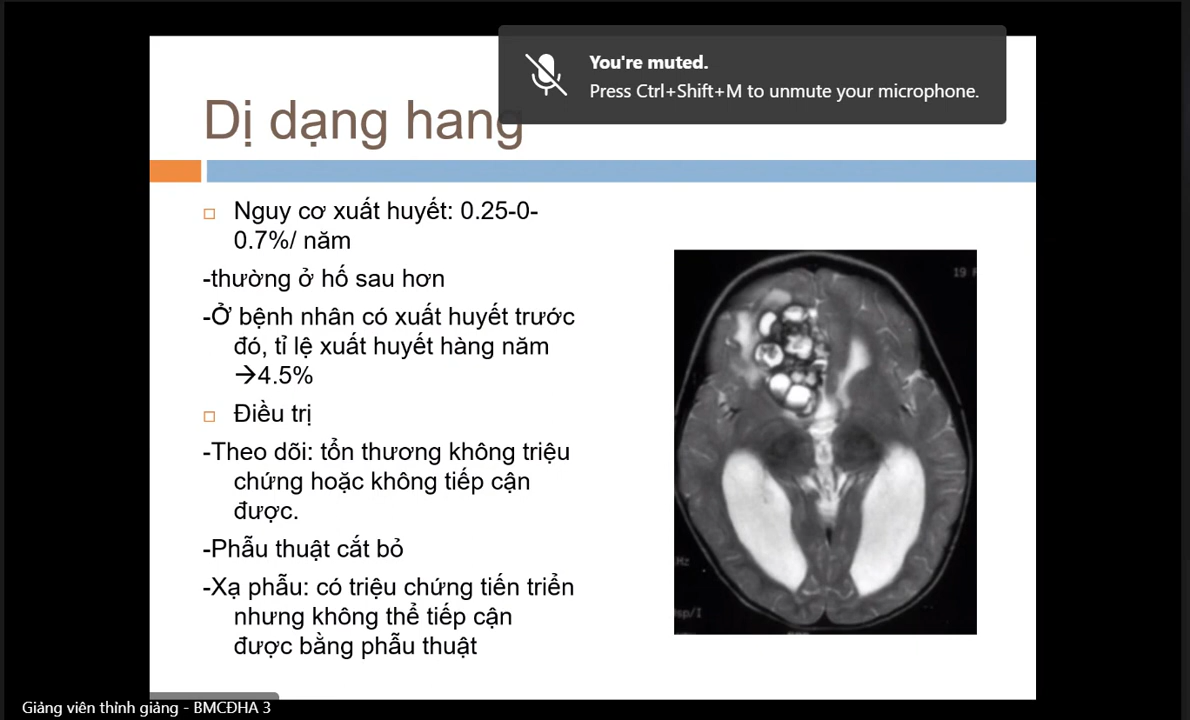 You're muted.
Press Ctrl+Shift+M to unmute your microphone.
Dị dạng hang
Nguy cơ xuất huyết: 0.25-0-
0.7%/ năm
-thường ở hố sau hơn
-Ở bệnh nhân có xuất huyết trước
đó, tỉ lệ xuất huyết hàng năm
→4.5%
Điều trị
-Theo dõi: tổn thương không triệu
chứng hoặc không tiếp cận
được.
-Phẫu thuật cắt bỏ
-Xạ phẫu: có triệu chứng tiến triển
nhưng không thể tiếp cận
được bằng phẫu thuật
19
Giảng viên thỉnh giảng - BMCĐHA 3